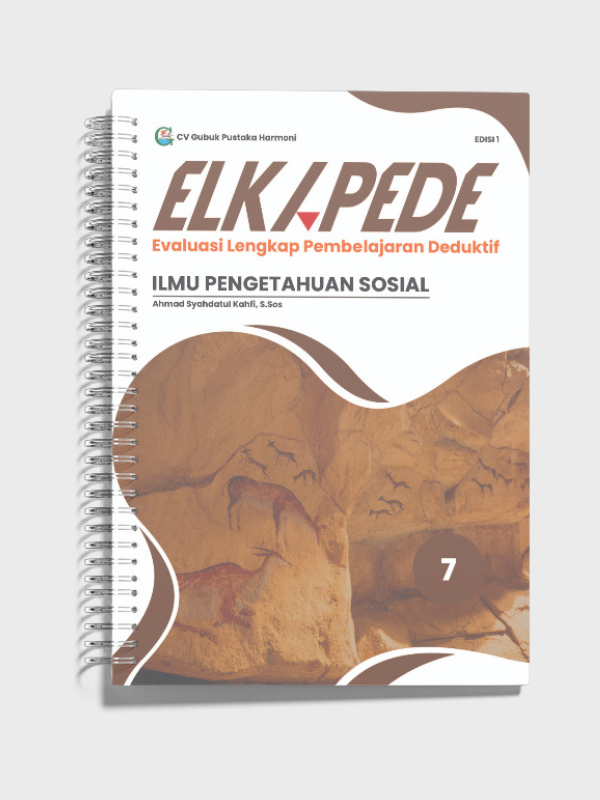 CV Gubuk Pustaka Harmoni
EDISI 1
ELKAPEDE
Evaluasi Lengkap Pembelajaran Deduktif
ILMU PENGETAHUAN SOSIAL
Ahmad Syahdatul Kahfi, S.Sos
7